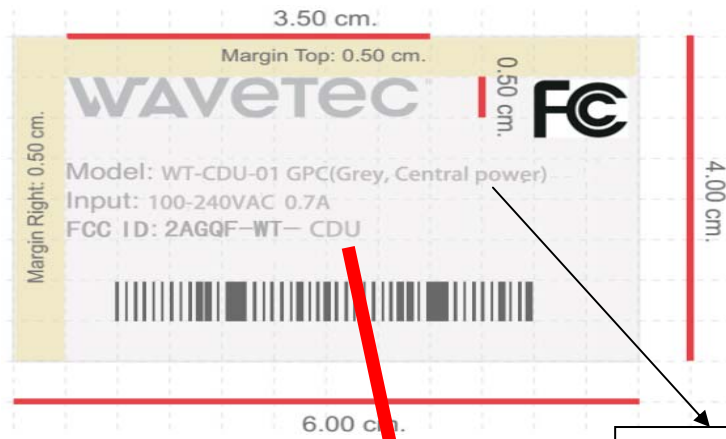 3.50 cm.
Margin Top: 0.50 cm.
WAVETEC
0.50 cm.
FC
Margin Right: 0.50 cm.
Model: WT-CDU-01 GPC(Grey, Central power)
Input: 100-240VAC 0.7A
FCC ID: 2AGQF-WT- CDU
4.00 cm.
6.00 cm.